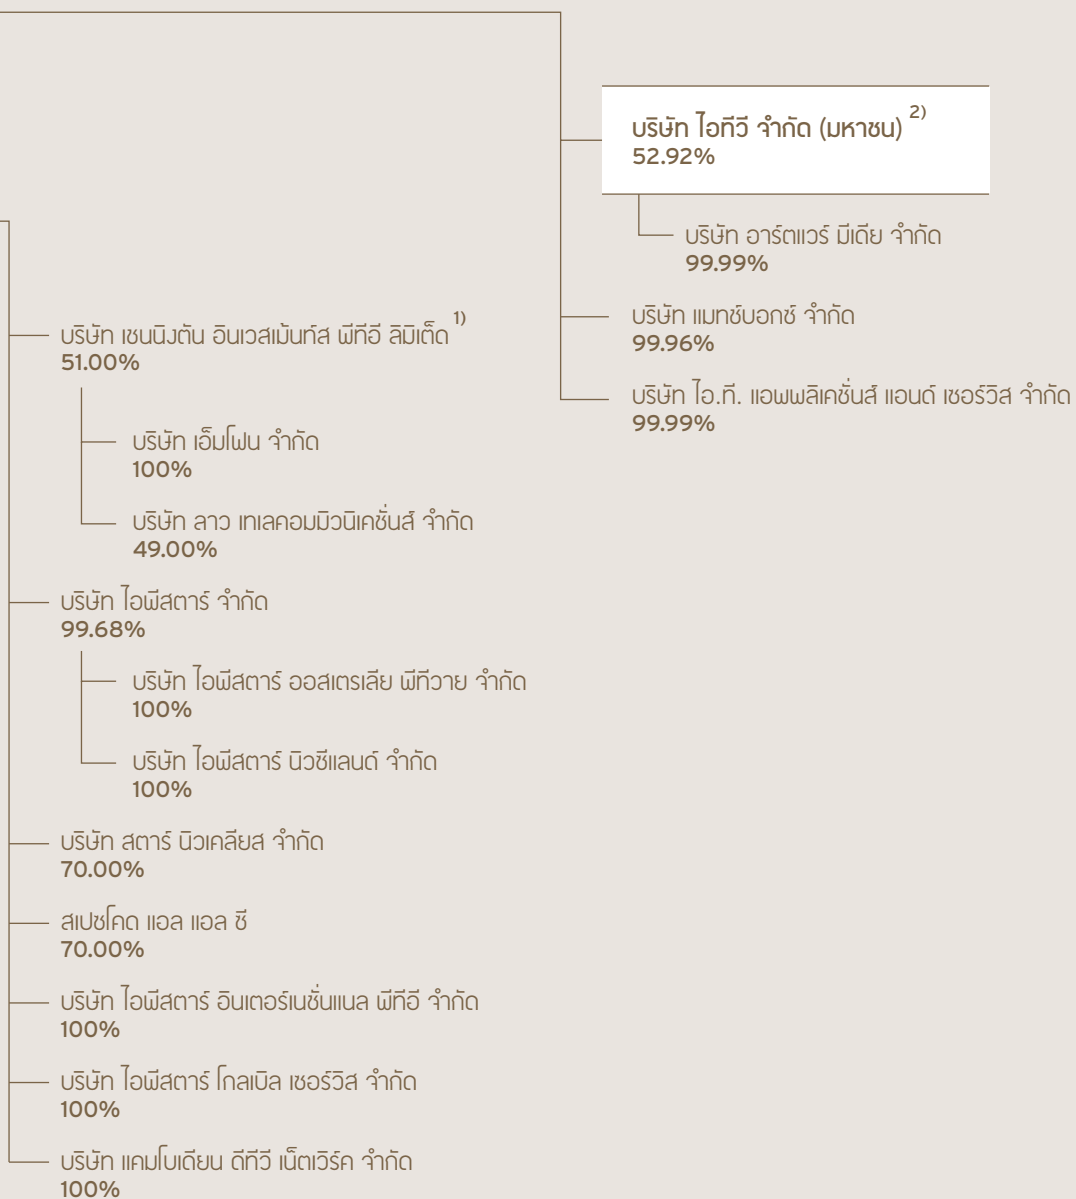 บริษัท ไอทีวี จำกัด (มหาชน) 2)
52.92%
บริษัท อาร์ตแวร์ มีเดีย จำกัด
99.99%
บริษัท แมทช์บอกซ์ จำกัด
99.96%
บริษัท ไอ.ที. แอพพลิเคชั่นส์ แอนด์ เซอร์วิส จำกัด
99.99%
บริษัท เชนนิงตัน อินเวสเม้นท์ส พีทีอี ลิมิเต็ด 1)
51.00%
บริษัท เอ็มโฟน จำกัด
100%
บริษัท ลาว เทเลคอมมิวนิเคชั่นส์ จำกัด
49.00%
บริษัท ไอพีสตาร์ จำกัด
99.68%
บริษัท ไอพีสตาร์ ออสเตรเลีย พีทีวาย จำกัด
100%
บริษัท ไอพีสตาร์ นิวซีแลนด์ จำกัด
100%
บริษัท สตาร์ นิวเคลียส จำกัด
70.00%
สเปซโคด แอล แอล ซี
70.00%
บริษัท ไอพีสตาร์ อินเตอร์เนชั่นแนล พีทีอี จำกัด
100%
บริษัท ไอพีสตาร์ โกลเบิล เซอร์วิส จำกัด
100%
บริษัท แคมโบเดียน ดีทีวี เน็ตเวิร์ค จำกัด
100%